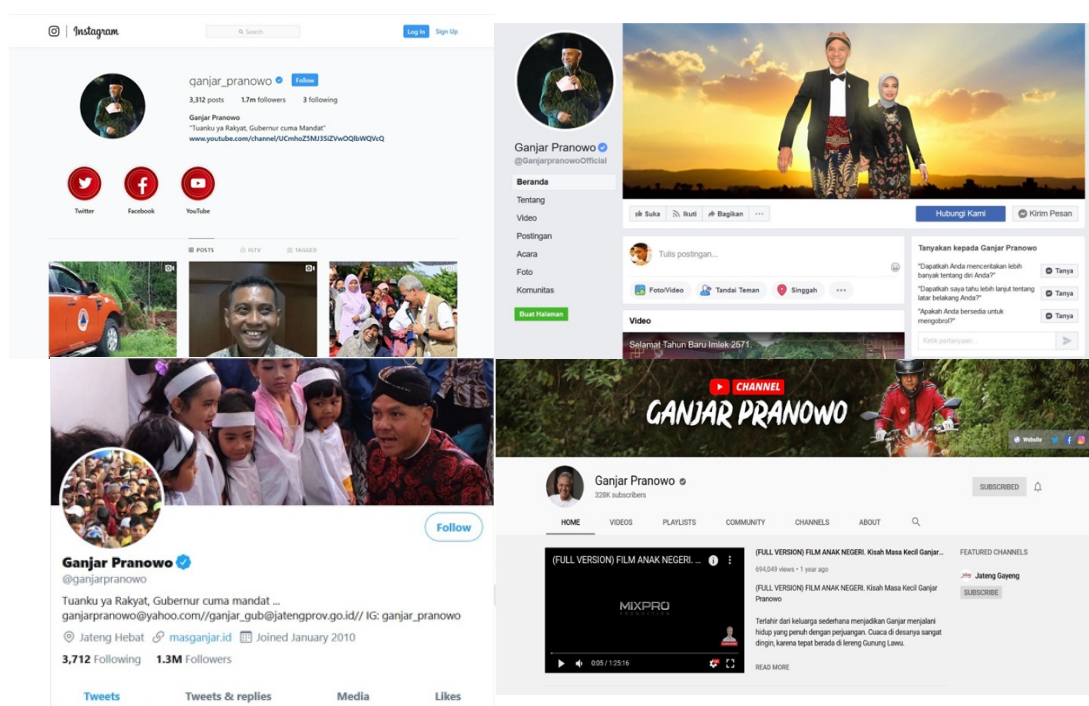 Instagram
Search
Log In Sign Up
ganjar_pranowo Follow
3,312 posts 1.7m followers 3 following
Ganjar Pranowo
"Tuanku ya Rakyat, Gubernur cuma Mandat"
www.youtube.com/channel/UCmhoZ5MJ3SiZVwOQlbWQVcQ
Twitter Facebook YouTube
POSTS IGTV TAGGED
Ganjar Pranowo
@GanjarpranowoOfficial
Beranda
Tentang
Video
Postingan
Acara
Foto
Komunitas
Buat Halaman
Suka Ikuti Bagikan ...
Hubungi Kami Kirim Pesan
Tulis postingan...
Foto/Video Tandai Teman Singgah ...
Video
Selamat Tahun Baru Imlek 2571.
Tanyakan kepada Ganjar Pranowo
"Dapatkah Anda menceritakan lebih
banyak tentang diri Anda?"
Tanya
"Dapatkah saya tahu lebih lanjut tentang
latar belakang Anda?"
Tanya
"Apakah Anda bersedia untuk
mengobrol?"
Tanya
Ketik pertanyaan...
Follow
Ganjar Pranowo
@ganjarpranowo
Tuanku ya Rakyat, Gubernur cuma mandat ...
ganjarpranowo@yahoo.com//ganjar_gub@jatengprov.go.id// IG: ganjar_pranowo
Jateng Hebat masganjar.id Joined January 2010
3,712 Following 1.3M Followers
Tweets Tweets & replies Media Likes
CHANNEL
GANJAR PRANOWO
Website
Ganjar Pranowo
328K subscribers
SUBSCRIBED
HOME VIDEOS PLAYLISTS COMMUNITY CHANNELS ABOUT
(FULL VERSION) FILM ANAK NEGERI. ...
MIXPRO
0:05 / 1:25:16
(FULL VERSION) FILM ANAK NEGERI. Kisah Masa Kecil Ganjar...
694,049 views • 1 year ago
(FULL VERSION) FILM ANAK NEGERI. Kisah Masa Kecil Ganjar
Pranowo
Terlahir dari keluarga sederhana menjadikan Ganjar menjalani
hidup yang penuh dengan perjuangan. Cuaca di desanya sangat
dingin, karena tepat berada di lereng Gunung Lawu.
READ MORE
FEATURED CHANNELS
Jateng Gayeng
SUBSCRIBE